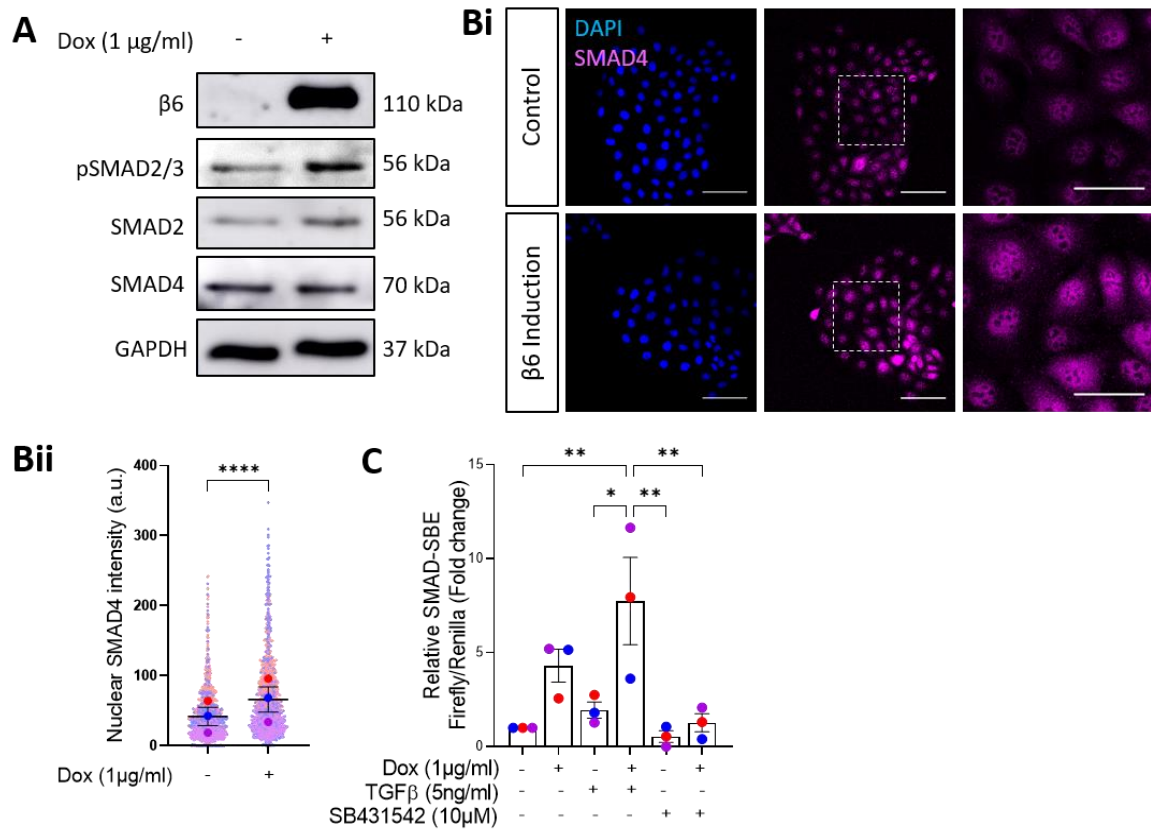 A
Dox (1 µg/ml) - +
β6 110 kDa
pSMAD2/3 56 kDa
SMAD2 56 kDa
SMAD4 70 kDa
GAPDH 37 kDa
Bi
DAPI
SMAD4
Control
β6 Induction
Bii
Nuclear SMAD4 intensity (a.u.)
400
300
200
100
0
****
Dox (1µg/ml) - +
C
Relative SMAD-SBE
Firefly/Renilla (Fold change)
15
10
5
0
** **
* **
Dox (1µg/ml) - + - + - +
TGFβ (5ng/ml) - - + + - -
SB431542 (10µM) - - - - + +